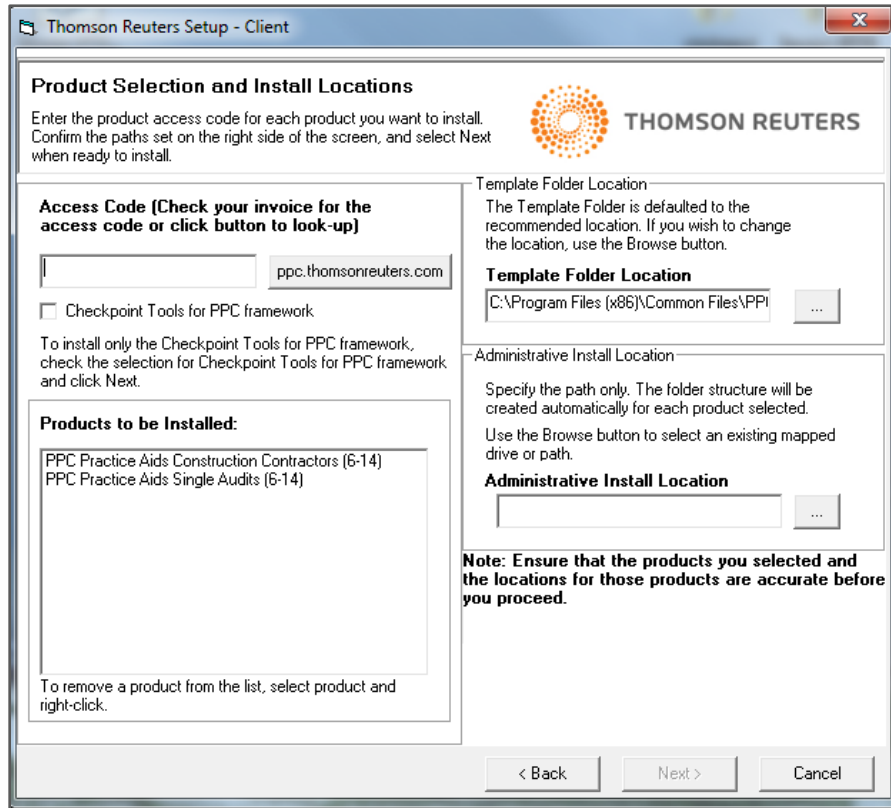 Thomson Reuters Setup - Client
x
Product Selection and Install Locations
Enter the product access code for each product you want to install.
Confirm the paths set on the right side of the screen, and select Next
when ready to install.
THOMSON REUTERS
Access Code (Check your invoice for the
access code or click button to look-up)
ppc.thomsonreuters.com
Checkpoint Tools for PPC framework
To install only the Checkpoint Tools for PPC framework,
check the selection for Checkpoint Tools for PPC framework
and click Next.
Products to be Installed:
PPC Practice Aids Construction Contractors (6-14)
PPC Practice Aids Single Audits (6-14)
To remove a product from the list, select product and
right-click.
Template Folder Location
The Template Folder is defaulted to the
recommended location. If you wish to change
the location, use the Browse button.
Template Folder Location
C:\Program Files (x86)\Common Files\PP
...
Administrative Install Location
Specify the path only. The folder structure will be
created automatically for each product selected.
Use the Browse button to select an existing mapped
drive or path.
Administrative Install Location
...
Note: Ensure that the products you selected and
the locations for those products are accurate before
you proceed.
< Back
Next >
Cancel